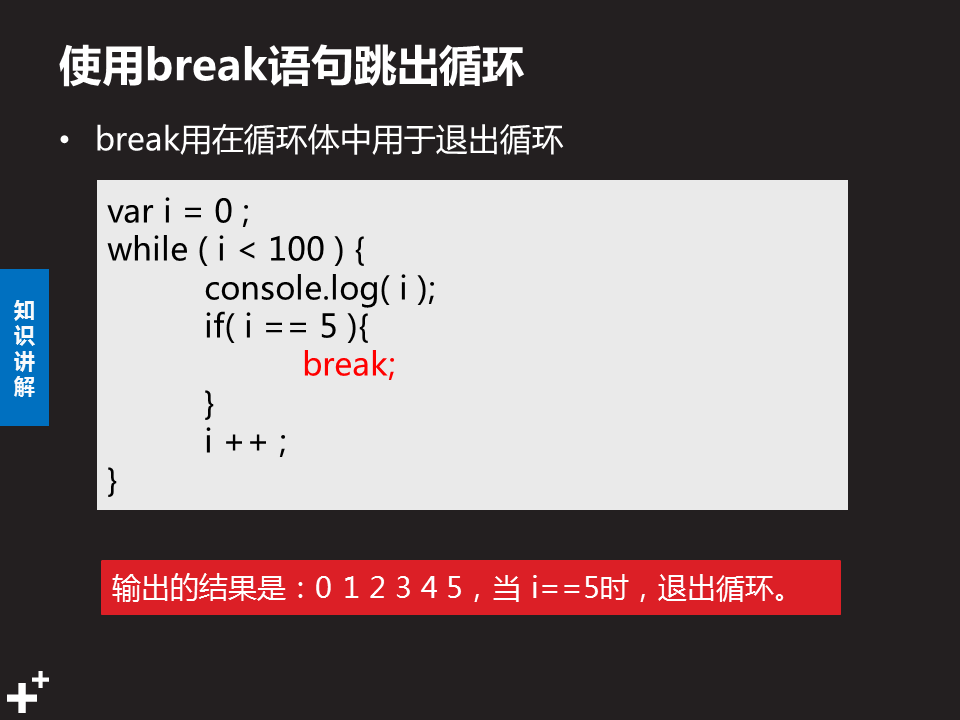 使用break语句跳出循环
• break用在循环体中用于退出循环
var i = 0 ;
while ( i < 100 ) {
console.log( i );
if( i == 5 ){
break;
}
i ++ ;
}
知识讲解
输出的结果是：0 1 2 3 4 5，当 i==5时，退出循环。